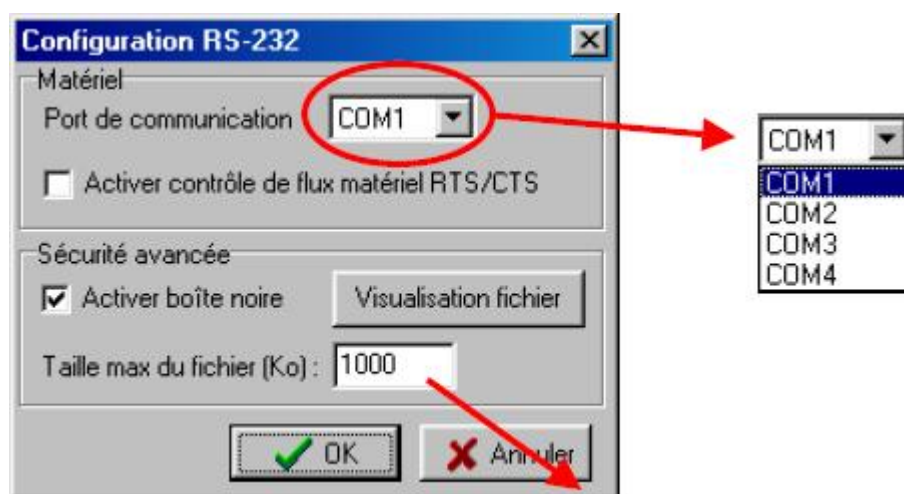 Configuration RS-232
Matériel
Port de communication COM1
Activer contrôle de flux matériel RTS/CTS
Sécurité avancée
Activer boîte noire Visualisation fichier
Taille max du fichier (Ko) : 1000
OK Annuler
COM1
COM1
COM2
COM3
COM4